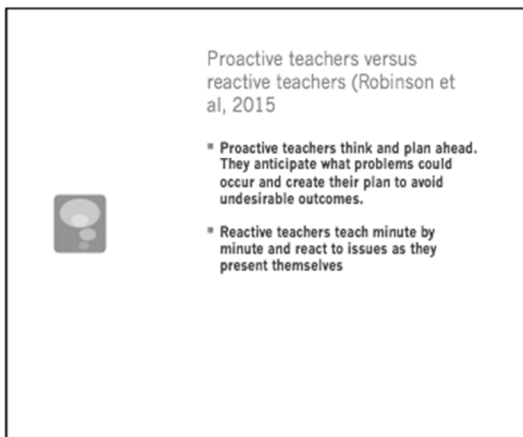 Proactive teachers versus
reactive teachers (Robinson et
al, 2015
▪ Proactive teachers think and plan ahead.
They anticipate what problems could
occur and create their plan to avoid
undesirable outcomes.
▪ Reactive teachers teach minute by
minute and react to issues as they
present themselves